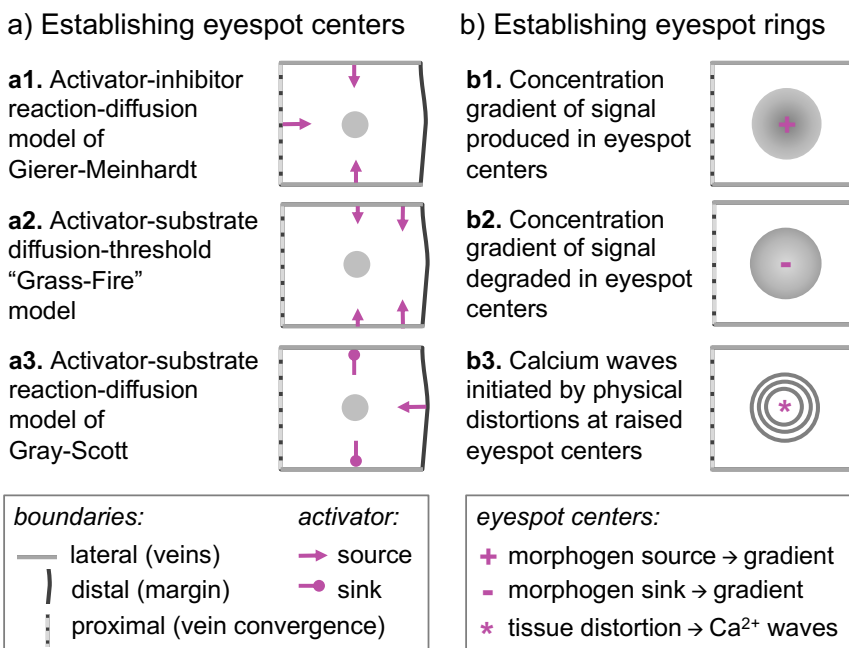 a) Establishing eyespot centers
a1. Activator-inhibitor
reaction-diffusion
model of
Gierer-Meinhardt
a2. Activator-substrate
diffusion-threshold
“Grass-Fire”
model
a3. Activator-substrate
reaction-diffusion
model of
Gray-Scott
boundaries:
lateral (veins)
distal (margin)
proximal (vein convergence)
activator:
source
sink
b) Establishing eyespot rings
b1. Concentration
gradient of signal
produced in eyespot
centers
+
b2. Concentration
gradient of signal
degraded in eyespot
centers
-
b3. Calcium waves
initiated by physical
distortions at raised
eyespot centers
*
eyespot centers:
+ morphogen source → gradient
- morphogen sink → gradient
* tissue distortion → Ca²⁺ waves